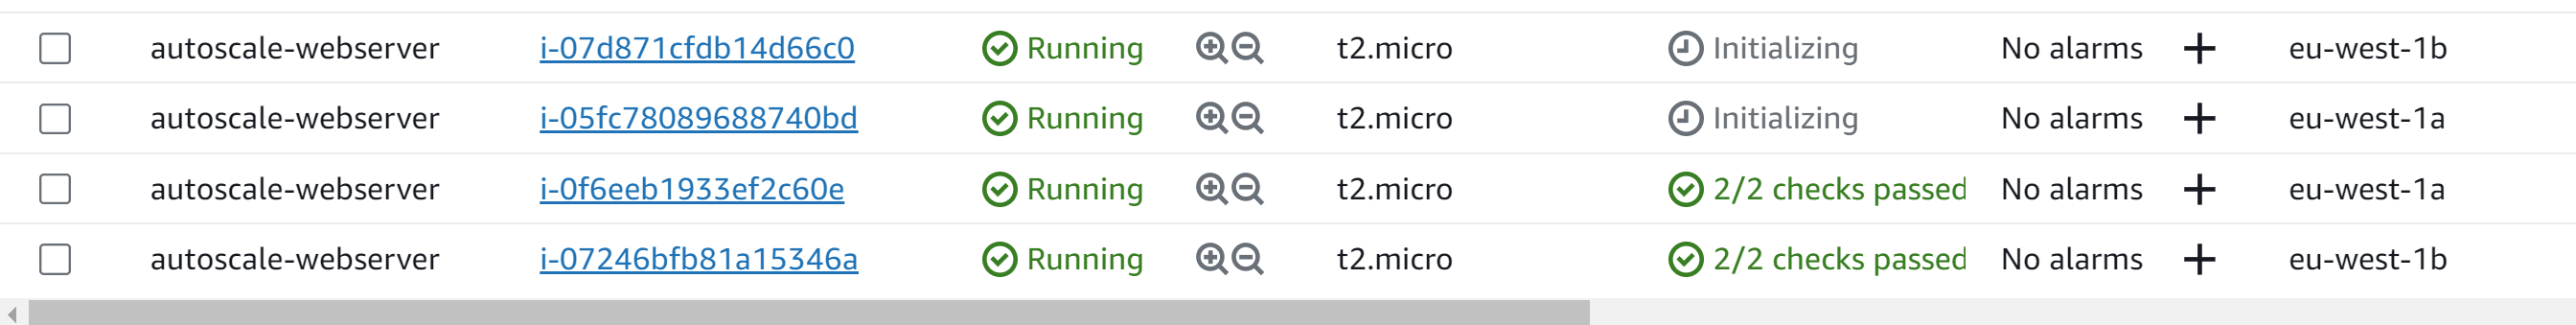 autoscale-webserver i-07d871cfdb14d66c0 Running t2.micro Initializing No alarms + eu-west-1b
autoscale-webserver i-05fc78089688740bd Running t2.micro Initializing No alarms + eu-west-1a
autoscale-webserver i-0f6eeb1933ef2c60e Running t2.micro 2/2 checks passed No alarms + eu-west-1a
autoscale-webserver i-07246bfb81a15346a Running t2.micro 2/2 checks passed No alarms + eu-west-1b